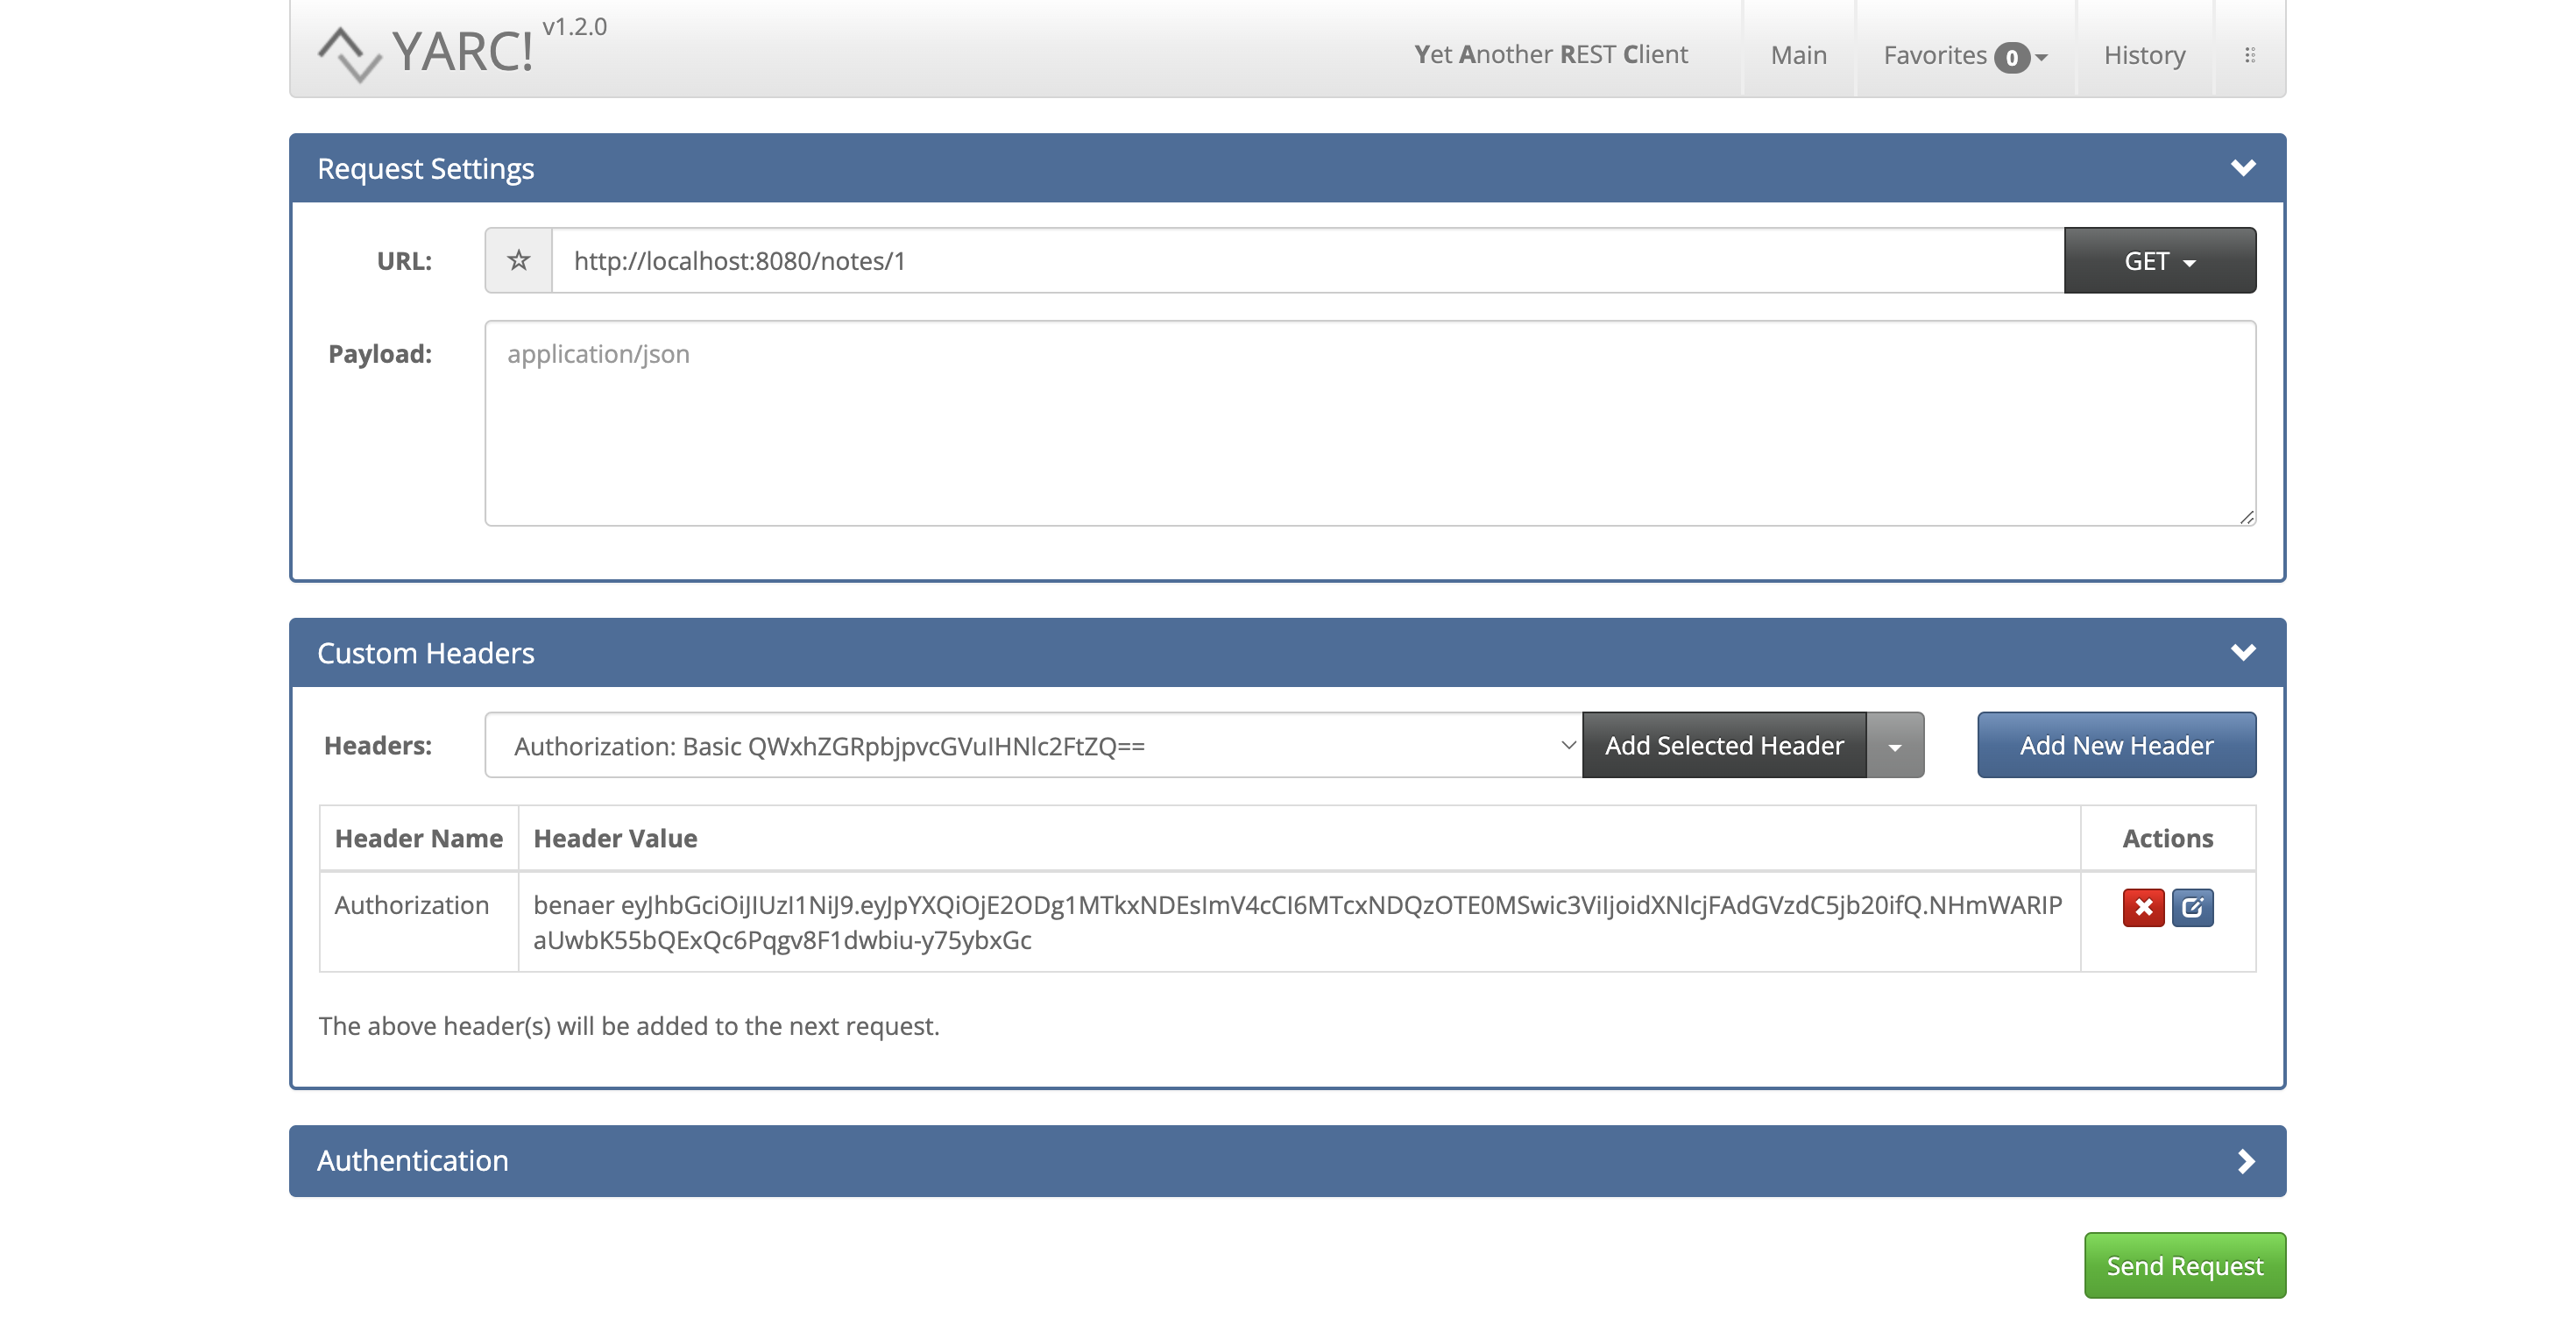 YARC! v1.2.0
Yet Another REST Client
Main
Favorites 0
History
Request Settings
URL:
http://localhost:8080/notes/1
GET
Payload:
application/json
Custom Headers
Headers:
Authorization: Basic QWxhZGRpbjpvcGVuIHNlc2FtZQ==
Add Selected Header
Add New Header
Header Name
Header Value
Actions
Authorization
benaer eyJhbGciOiJIUzI1NiJ9.eyJpYXQiOjE2ODg1MTkxNDEsImV4cCI6MTcxNDQzOTE0MSwic3ViIjoidXNlcjFAdGVzdC5jb20ifQ.NHmWARIP
aUwbK55bQExQc6Pqgv8F1dwbiu-y75ybxGc
The above header(s) will be added to the next request.
Authentication
Send Request